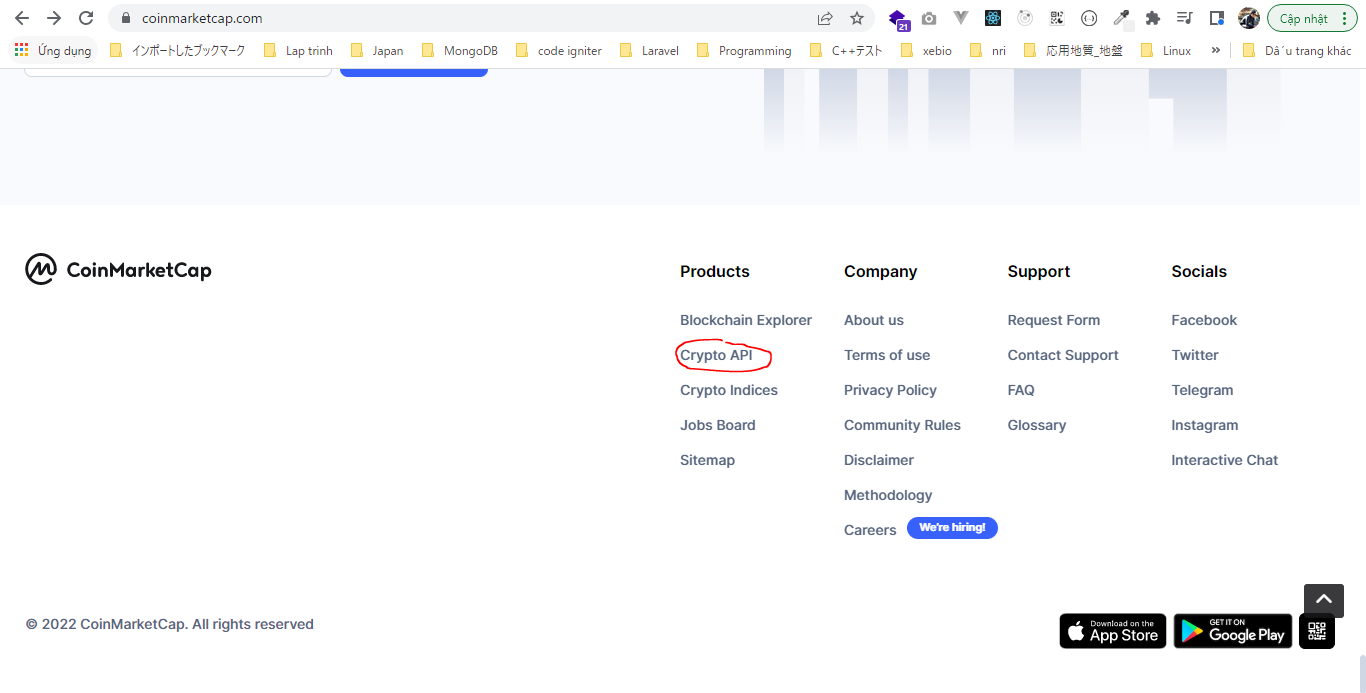 coinmarketcap.com
21
Cập nhật
Ứng dụng
インポートしたブックマーク
Lap trinh
Japan
MongoDB
code igniter
Laravel
Programming
C++テスト
xebio
nri
応用地質_地盤
Linux
»
Dấu trang khác
CoinMarketCap
Products
Blockchain Explorer
Crypto API
Crypto Indices
Jobs Board
Sitemap
Company
About us
Terms of use
Privacy Policy
Community Rules
Disclaimer
Methodology
Careers We're hiring!
Support
Request Form
Contact Support
FAQ
Glossary
Socials
Facebook
Twitter
Telegram
Instagram
Interactive Chat
© 2022 CoinMarketCap. All rights reserved
Download on the
App Store
GET IT ON
Google Play